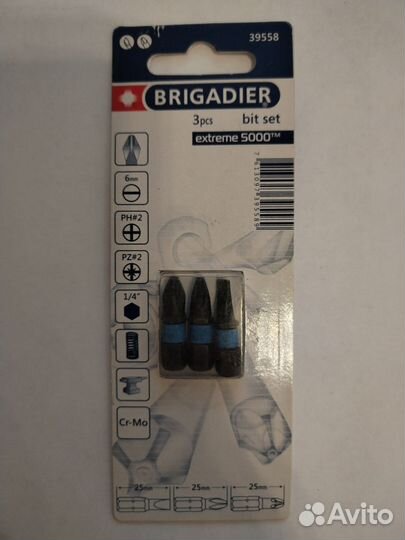 39558
BRIGADIER
3pcs bit set
extreme 5000™
6mm
PH#2
PZ#2
1/4"
Cr-Mo
25mm 25mm 25mm
Avito